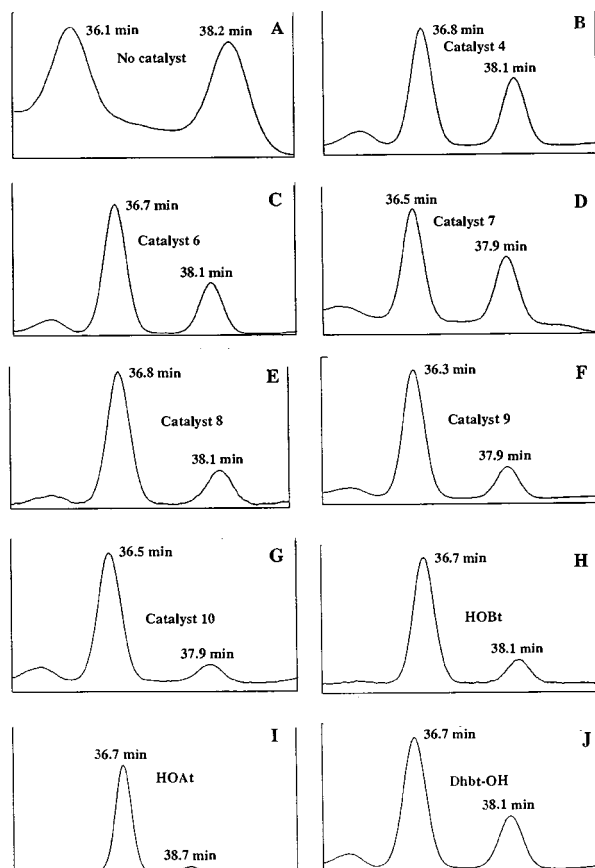 A
36.1 min
38.2 min
No catalyst
B
36.8 min
Catalyst 4
38.1 min
C
36.7 min
Catalyst 6
38.1 min
D
36.5 min
Catalyst 7
37.9 min
E
36.8 min
Catalyst 8
38.1 min
F
36.3 min
Catalyst 9
37.9 min
G
36.5 min
Catalyst 10
37.9 min
H
36.7 min
HOBt
38.1 min
I
36.7 min
HOAt
38.7 min
J
36.7 min
Dhbt-OH
38.1 min